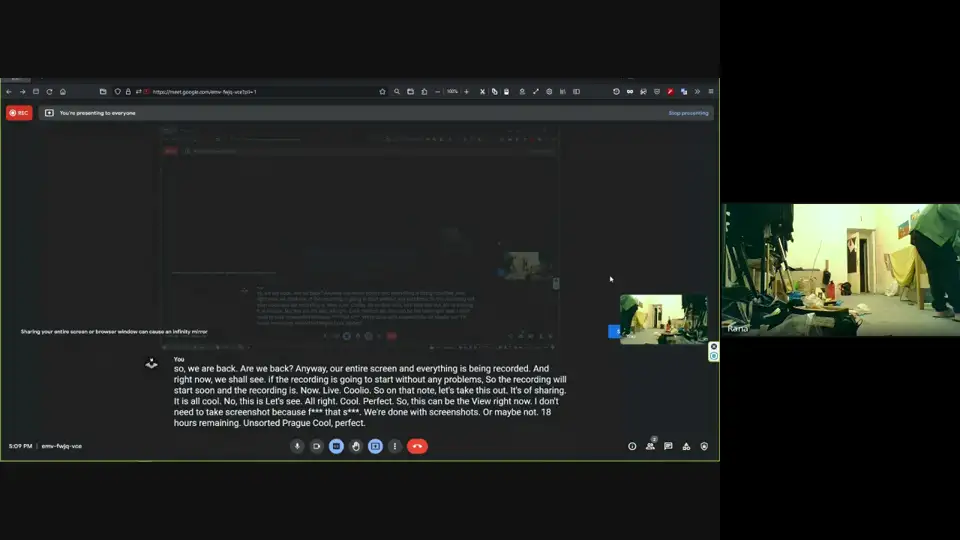 https://meet.google.com/emv-fwjq-vce?pli=1
100%
REC
You're presenting to everyone
Stop presenting
Sharing your entire screen or browser window can cause an infinity mirror
You
Rana
You
so, we are back. Are we back? Anyway, our entire screen and everything is being recorded. And
right now, we shall see. if the recording is going to start without any problems, So the recording will
start soon and the recording is. Now. Live. Coolio. So on that note, let's take this out. It's of sharing.
It is all cool. No, this is Let's see. All right. Cool. Perfect. So, this can be the View right now. I don't
need to take screenshot because f*** that s***. We're done with screenshots. Or maybe not. 18
hours remaining. Unsorted Prague Cool, perfect.
5:09 PM | emv-fwjq-vce
2